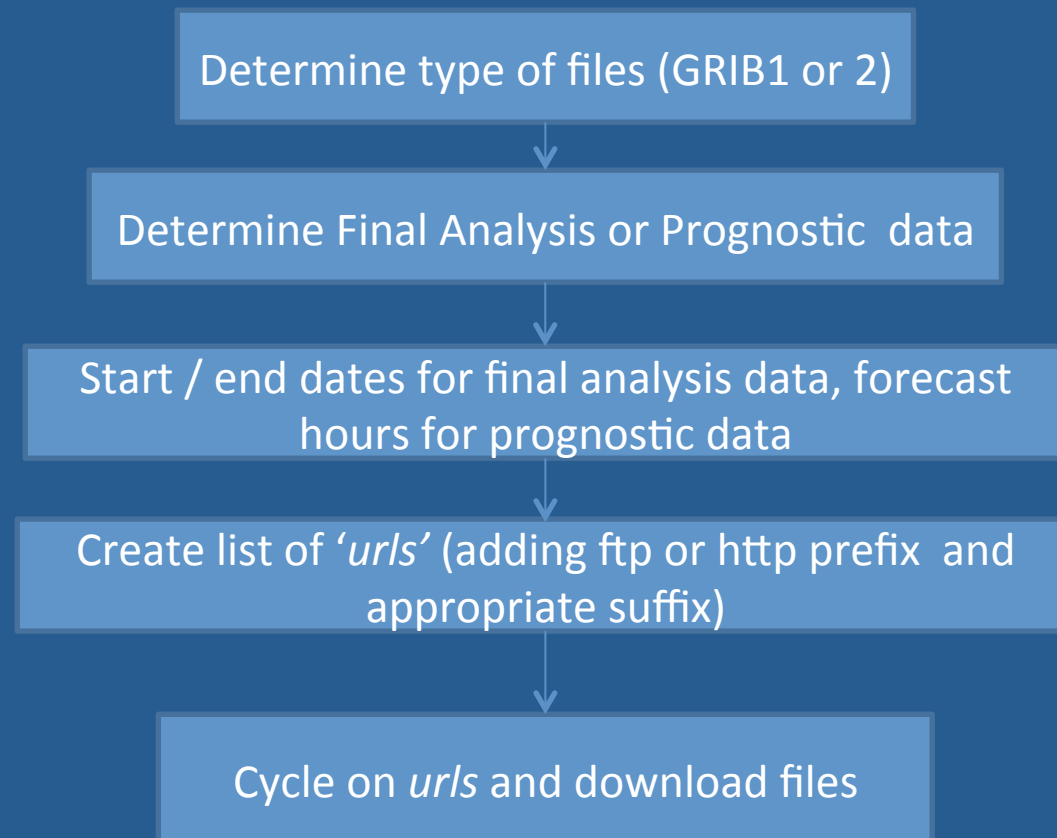 Determine type of files (GRIB1 or 2)
Determine Final Analysis or Prognostic  data
Start / end dates for final analysis data, forecast
hours for prognostic data
Create list of ‘urls’ (adding ftp or http prefix  and
appropriate suffix)
Cycle on urls and download files